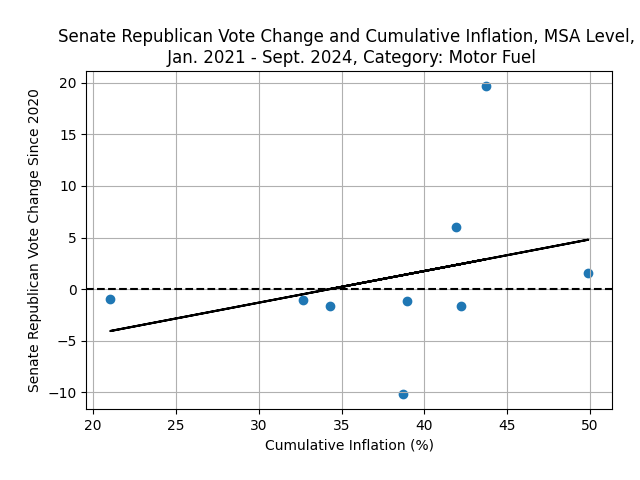 Senate Republican Vote Change and Cumulative Inflation, MSA Level,
Jan. 2021 - Sept. 2024, Category: Motor Fuel
Senate Republican Vote Change Since 2020
20
15
10
5
0
−5
−10
20 25 30 35 40 45 50
Cumulative Inflation (%)